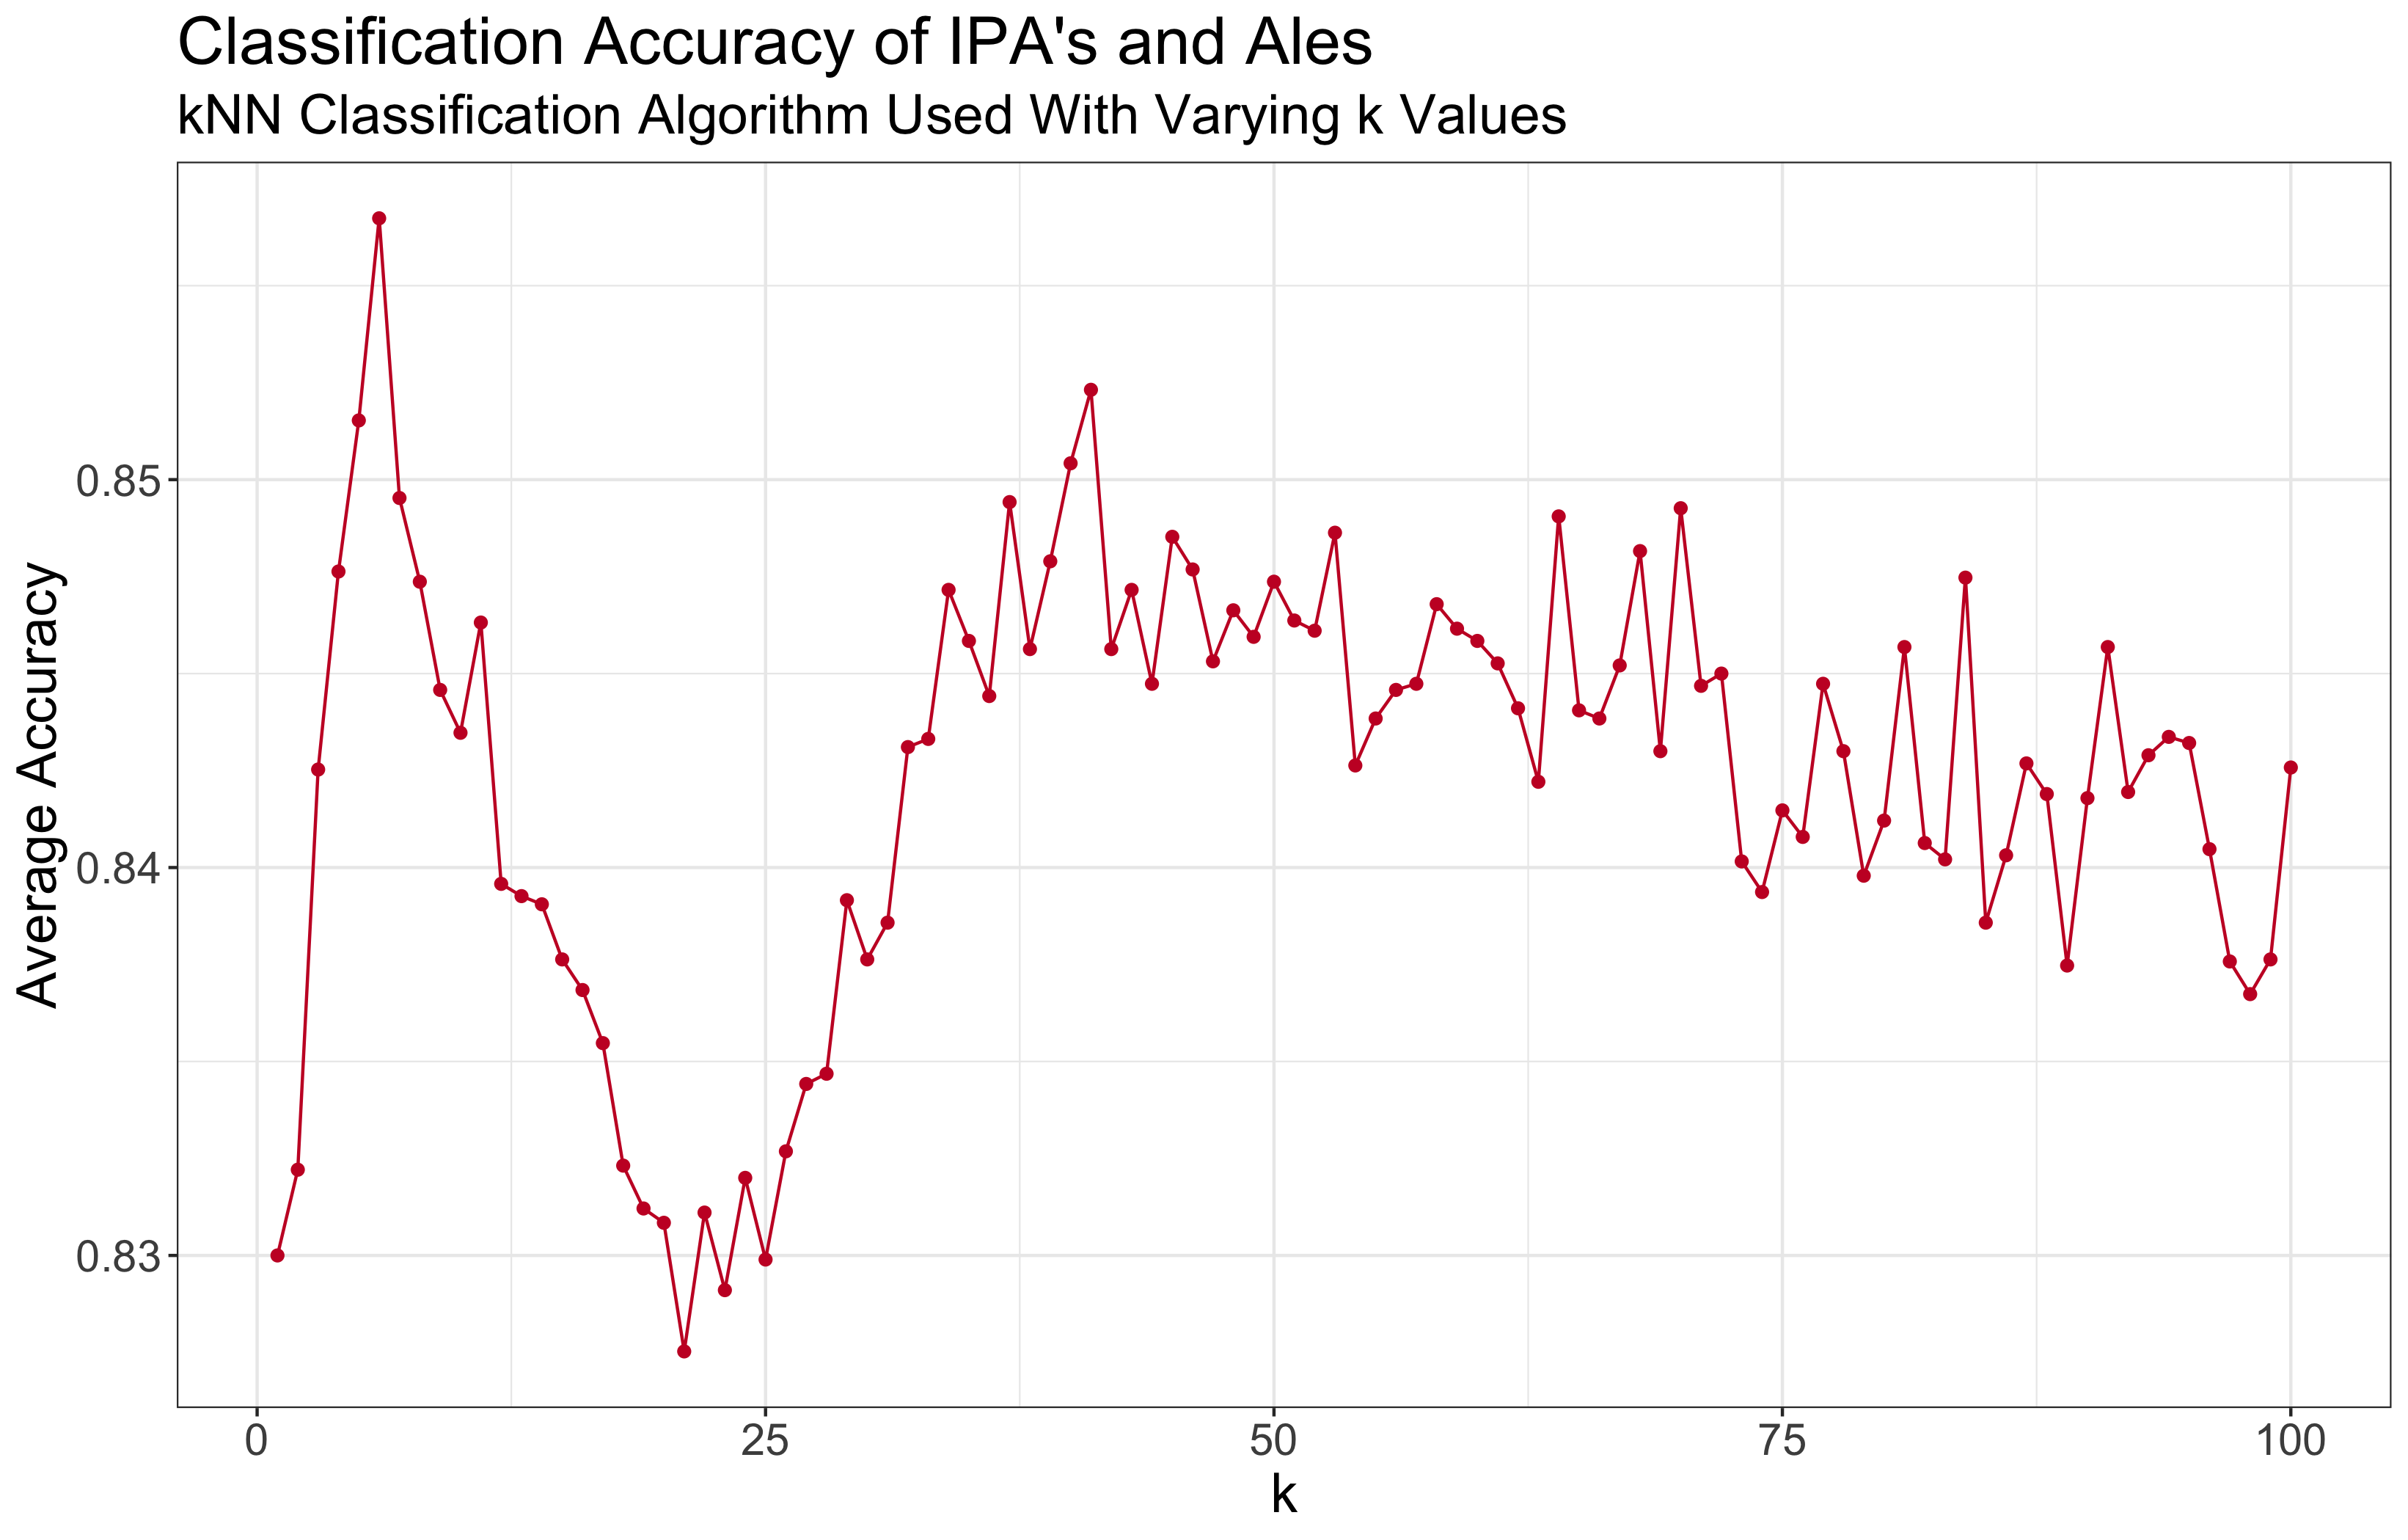 Classification Accuracy of IPA's and Ales
kNN Classification Algorithm Used With Varying k Values
Average Accuracy
0.85
0.84
0.83
0
25
50
75
100
k